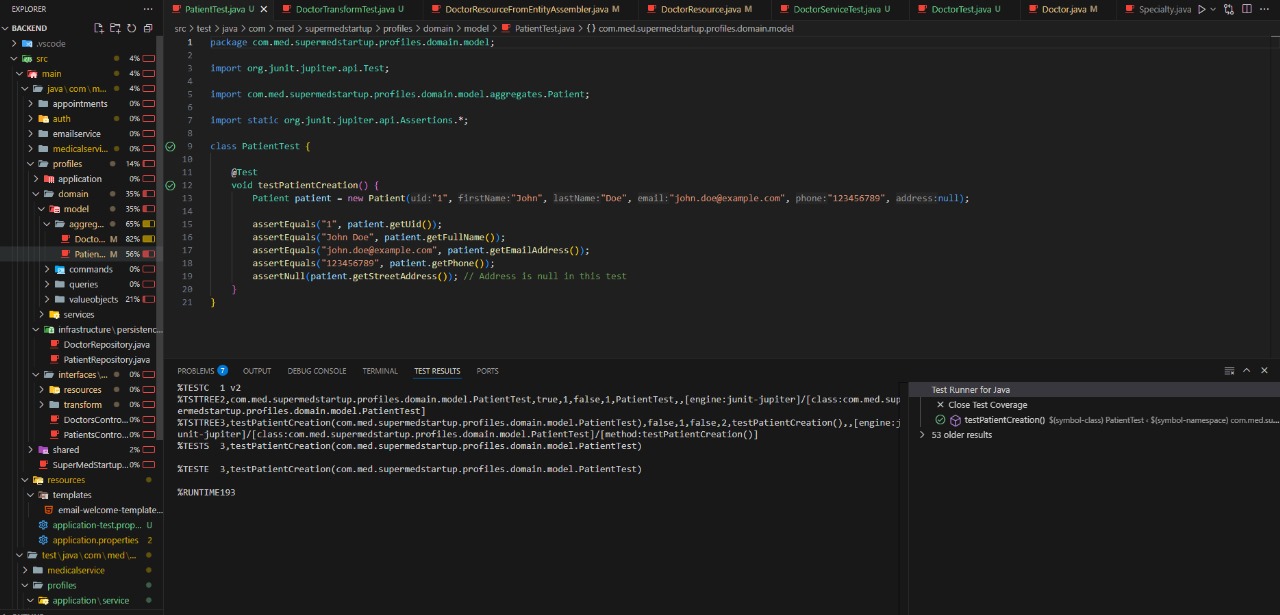 EXPLORER
BACKEND
.vscode
src 4%
main 4%
java\com\m... 4%
appointments 0%
auth 0%
emailservice 0%
medicalservi... 0%
profiles 14%
application 0%
domain 35%
model 35%
aggreg... 65%
Docto... M 82%
Patien... M 56%
commands 0%
queries 0%
valueobjects 21%
services
infrastructure\persistenc...
DoctorRepository.java
PatientRepository.java
interfaces\... 0%
resources 0%
transform 0%
DoctorsContro... 0%
PatientsContro... 0%
shared 2%
SuperMedStartup... 0%
resources
templates
email-welcome-template...
application-test.prop... U
application.properties 2
test\java\com\med\...
medicalservice
profiles
application\service
PatientTest.java U
DoctorTransformTest.java U
DoctorResourceFromEntityAssembler.java M
DoctorResource.java M
DoctorServiceTest.java U
DoctorTest.java U
Doctor.java M
Specialty.java
src > test > java > com > med > supermedstartup > profiles > domain > model > PatientTest.java > {} com.med.supermedstartup.profiles.domain.model
1 package com.med.supermedstartup.profiles.domain.model;
2
3 import org.junit.jupiter.api.Test;
4
5 import com.med.supermedstartup.profiles.domain.model.aggregates.Patient;
6
7 import static org.junit.jupiter.api.Assertions.*;
8
9 class PatientTest {
10
11 @Test
12 void testPatientCreation() {
13 Patient patient = new Patient(uid:"1", firstName:"John", lastName:"Doe", email:"john.doe@example.com", phone:"123456789", address:null);
14
15 assertEquals("1", patient.getUid());
16 assertEquals("John Doe", patient.getFullName());
17 assertEquals("john.doe@example.com", patient.getEmailAddress());
18 assertEquals("123456789", patient.getPhone());
19 assertNull(patient.getStreetAddress()); // Address is null in this test
20 }
21 }
PROBLEMS 7 OUTPUT DEBUG CONSOLE TERMINAL TEST RESULTS PORTS
%TESTC 1 v2
%TSTTREE2,com.med.supermedstartup.profiles.domain.model.PatientTest,true,1,false,1,PatientTest,,[engine:junit-jupiter]/[class:com.med.sup
ermedstartup.profiles.domain.model.PatientTest]
%TSTTREE3,testPatientCreation(com.med.supermedstartup.profiles.domain.model.PatientTest),false,1,false,2,testPatientCreation(),,[engine:j
unit-jupiter]/[class:com.med.supermedstartup.profiles.domain.model.PatientTest]/[method:testPatientCreation()]
%TESTS 3,testPatientCreation(com.med.supermedstartup.profiles.domain.model.PatientTest)
%TESTE 3,testPatientCreation(com.med.supermedstartup.profiles.domain.model.PatientTest)
%RUNTIME193
Test Runner for Java
Close Test Coverage
testPatientCreation() $(symbol-class) PatientTest < $(symbol-namespace) com.med.su...
53 older results